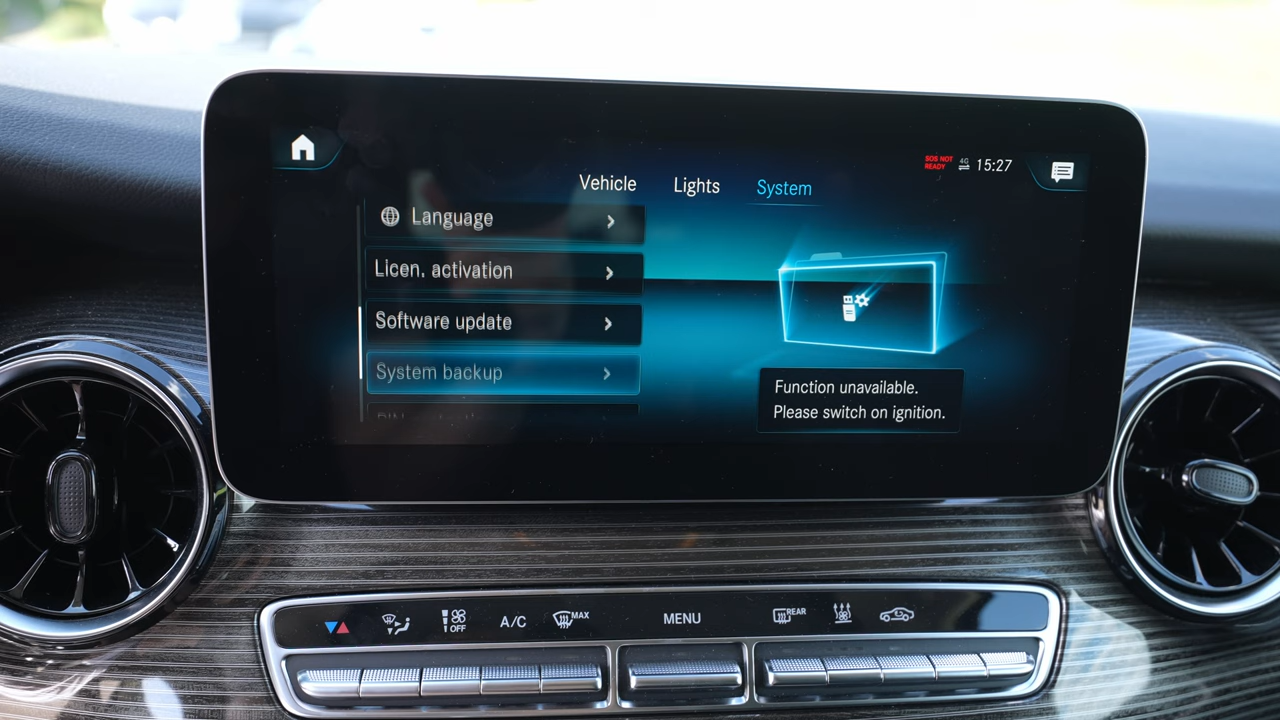 SOS NOT
READY
4G
15:27
Vehicle
Lights
System
Language
Licen. activation
Software update
System backup
Function unavailable.
Please switch on ignition.
OFF
A/C
MAX
MENU
REAR